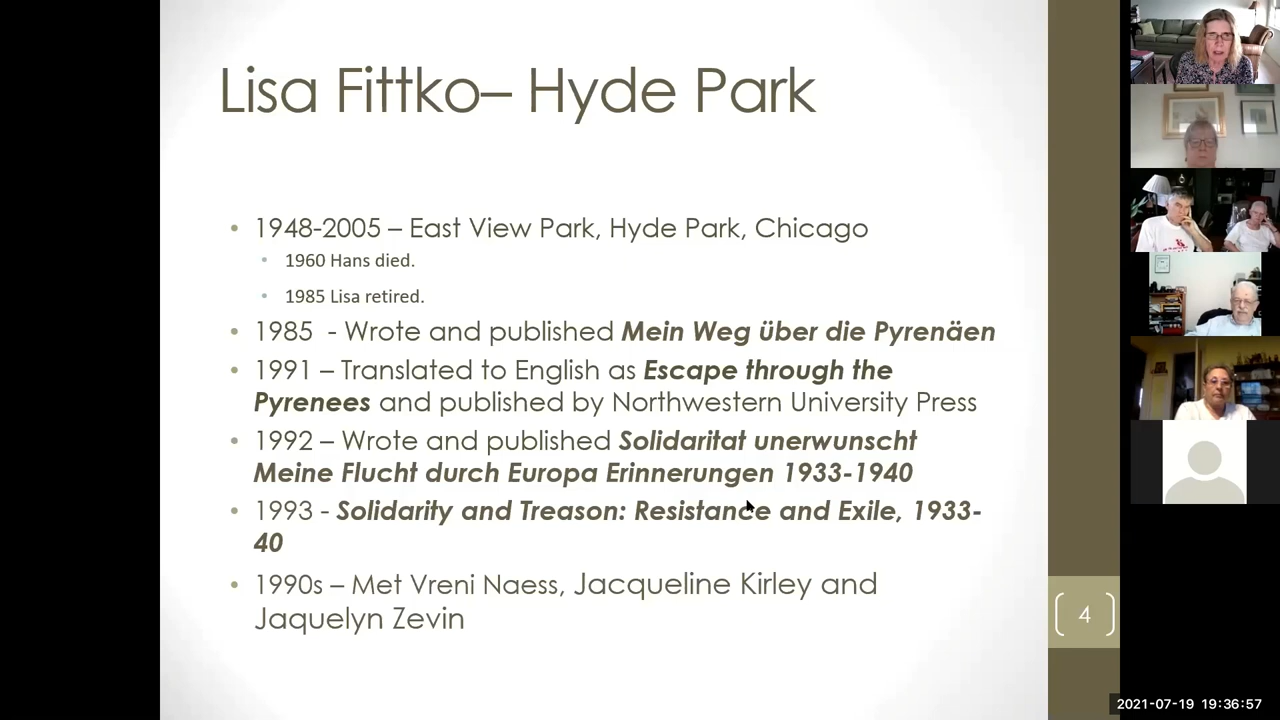 Lisa Fittko– Hyde Park
• 1948-2005 – East View Park, Hyde Park, Chicago
• 1960 Hans died.
• 1985 Lisa retired.
• 1985 - Wrote and published Mein Weg über die Pyrenäen
• 1991 – Translated to English as Escape through the
Pyrenees and published by Northwestern University Press
• 1992 – Wrote and published Solidaritat unerwunscht
Meine Flucht durch Europa Erinnerungen 1933-1940
• 1993 - Solidarity and Treason: Resistance and Exile, 1933-
40
• 1990s – Met Vreni Naess, Jacqueline Kirley and
Jaquelyn Zevin
4
2021-07-19 19:36:57